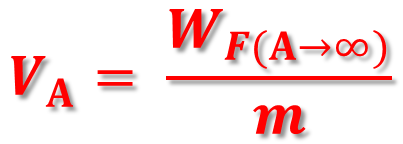 V_A = W_F(A→∞) / m